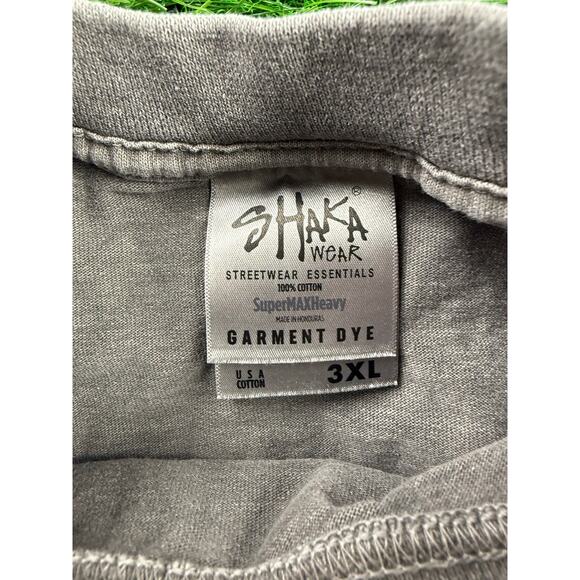 SHAKA ®
WEAR
STREETWEAR ESSENTIALS
100% COTTON
SuperMAXHeavy
MADE IN HONDURAS
GARMENT DYE
USA
COTTON
3XL